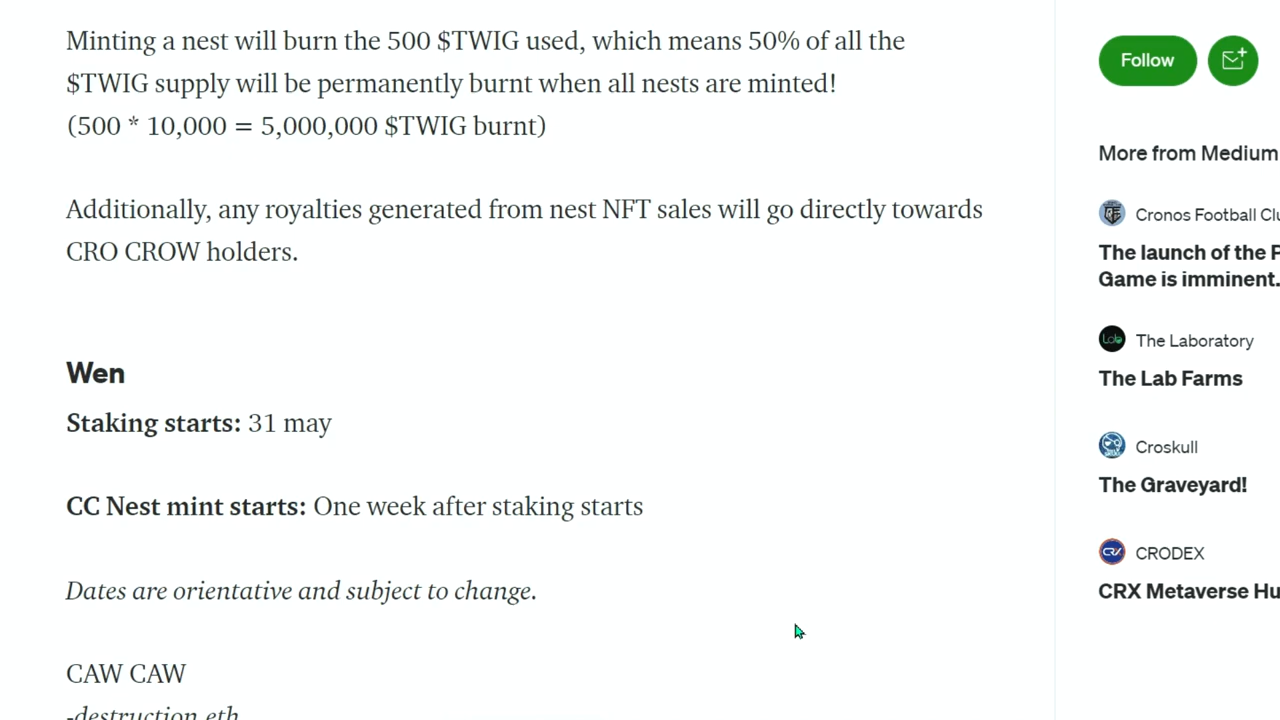 Minting a nest will burn the 500 $TWIG used, which means 50% of all the
$TWIG supply will be permanently burnt when all nests are minted!
(500 * 10,000 = 5,000,000 $TWIG burnt)
Additionally, any royalties generated from nest NFT sales will go directly towards
CRO CROW holders.
Wen
Staking starts: 31 may
CC Nest mint starts: One week after staking starts
Dates are orientative and subject to change.
CAW CAW
-destruction.eth
Follow
More from Medium
Cronos Football
The launch of the
Game is imminent.
The Laboratory
The Lab Farms
Croskull
The Graveyard!
CRODEX
CRX Metaverse